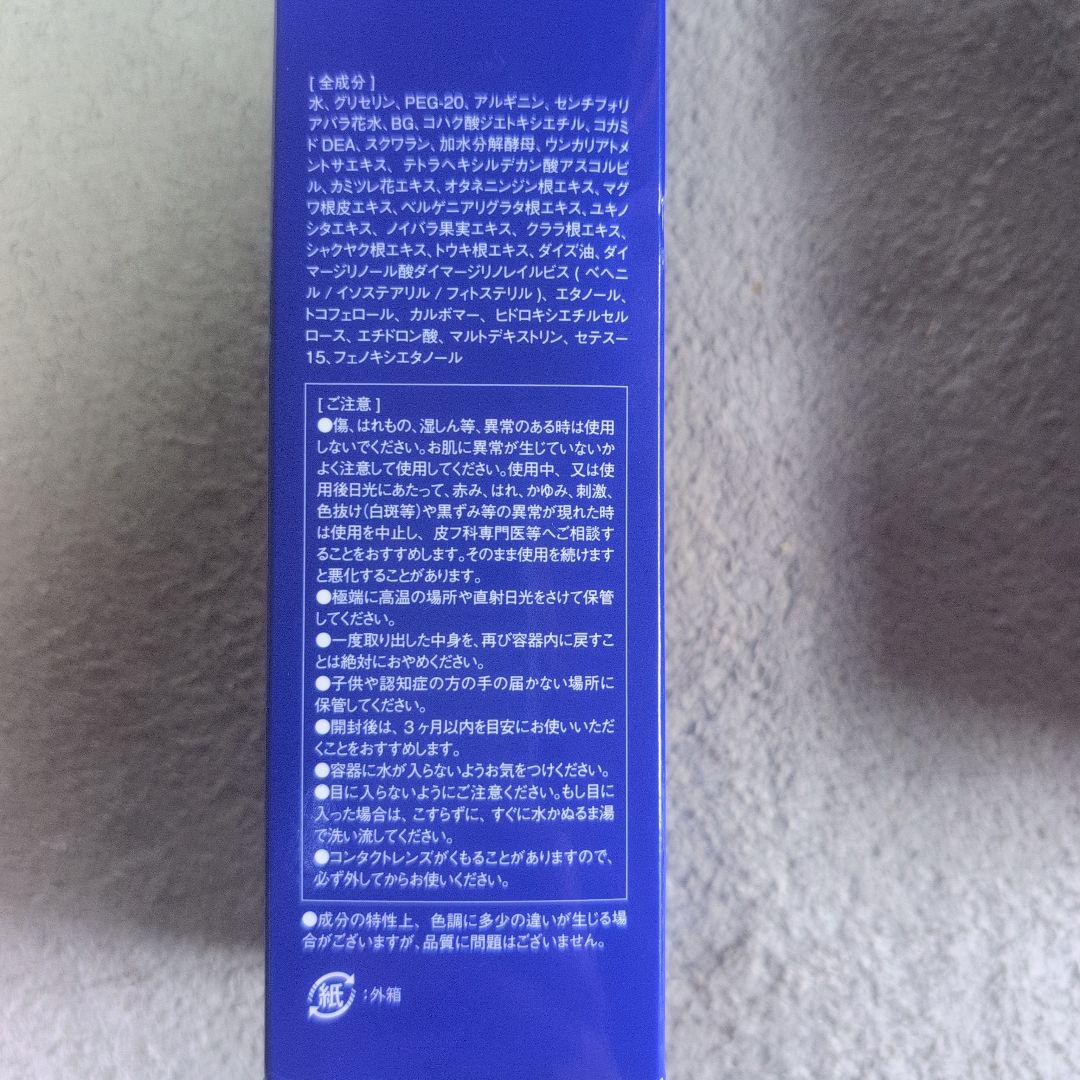 [ 全成分 ]
水、グリセリン、PEG-20、アルギニン、センチフォリ
アバラ花水、BG、コハク酸ジエトキシエチル、コカミ
ドDEA、スクワラン、加水分解酵母、ウンカリアトメ
ントサエキス、テトラヘキシルデカン酸アスコルビ
ル、カミツレ花エキス、オタネニンジン根エキス、マグ
ワ根皮エキス、ベルゲニアリグラタ根エキス、ユキノ
シタエキス、ノイバラ果実エキス、クララ根エキス、
シャクヤク根エキス、トウキ根エキス、ダイズ油、ダイ
マージリノール酸ダイマージリノレイルビス ( ベヘニ
ル / イソステアリル / フィトステリル )、エタノール、
トコフェロール、カルボマー、ヒドロキシエチルセル
ロース、エチドロン酸、マルトデキストリン、セテスー
15、フェノキシエタノール
[ ご注意 ]
●傷、はれもの、湿しん等、異常のある時は使用
しないでください。お肌に異常が生じていないか
よく注意して使用してください。使用中、又は使
用後日光にあたって、赤み、はれ、かゆみ、刺激、
色抜け(白斑等)や黒ずみ等の異常が現れた時
は使用を中止し、皮フ科専門医等へご相談す
ることをおすすめします。そのまま使用を続けます
と悪化することがあります。
●極端に高温の場所や直射日光をさけて保管
してください。
●一度取り出した中身を、再び容器内に戻すこ
とは絶対におやめください。
●子供や認知症の方の手の届かない場所に
保管してください。
●開封後は、3ヶ月以内を目安にお使いいただ
くことをおすすめします。
●容器に水が入らないようお気をつけください。
●目に入らないようにご注意ください。もし目に
入った場合は、こすらずに、すぐに水かぬるま湯
で洗い流してください。
●コンタクトレンズがくもることがありますので、
必ず外してからお使いください。
●成分の特性上、色調に多少の違いが生じる場
合がございますが、品質に問題はございません。
紙 :外箱